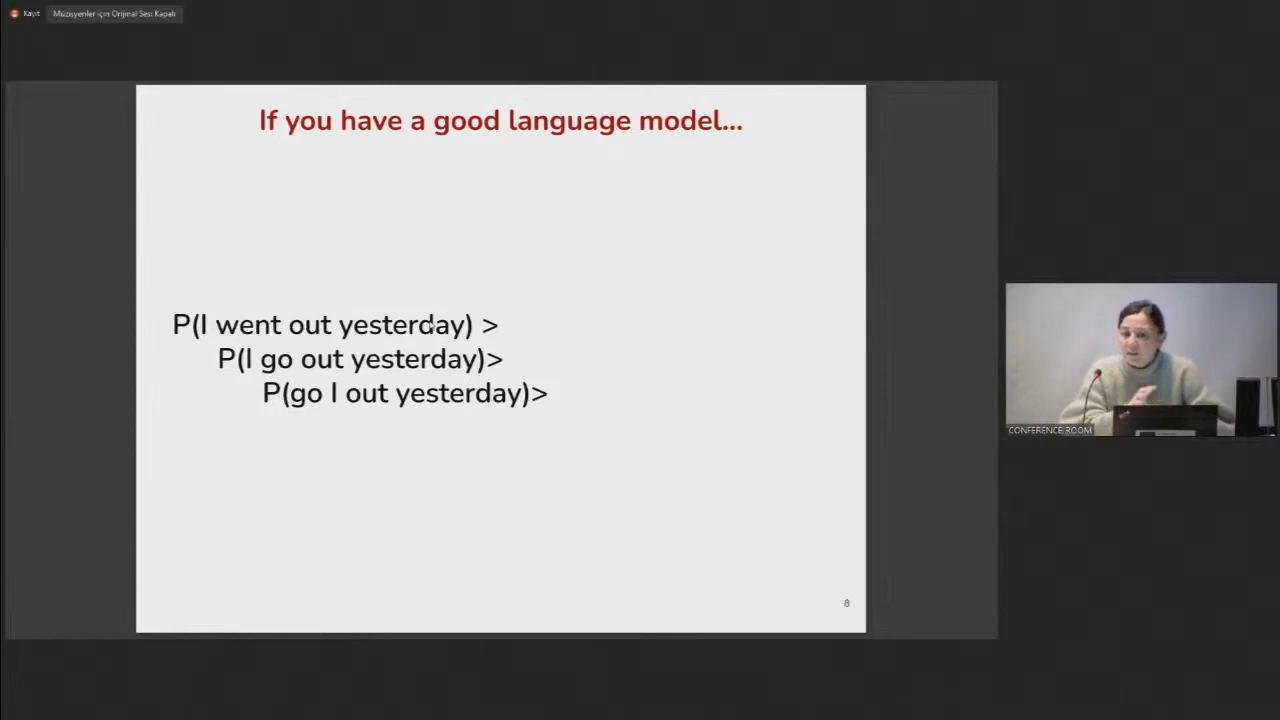 Kayıt
Müzisyenler için Orijinal Sesi Kapalı
If you have a good language model...
P(I went out yesterday) >
P(I go out yesterday)>
P(go I out yesterday)>
8
CONFERENCE ROOM